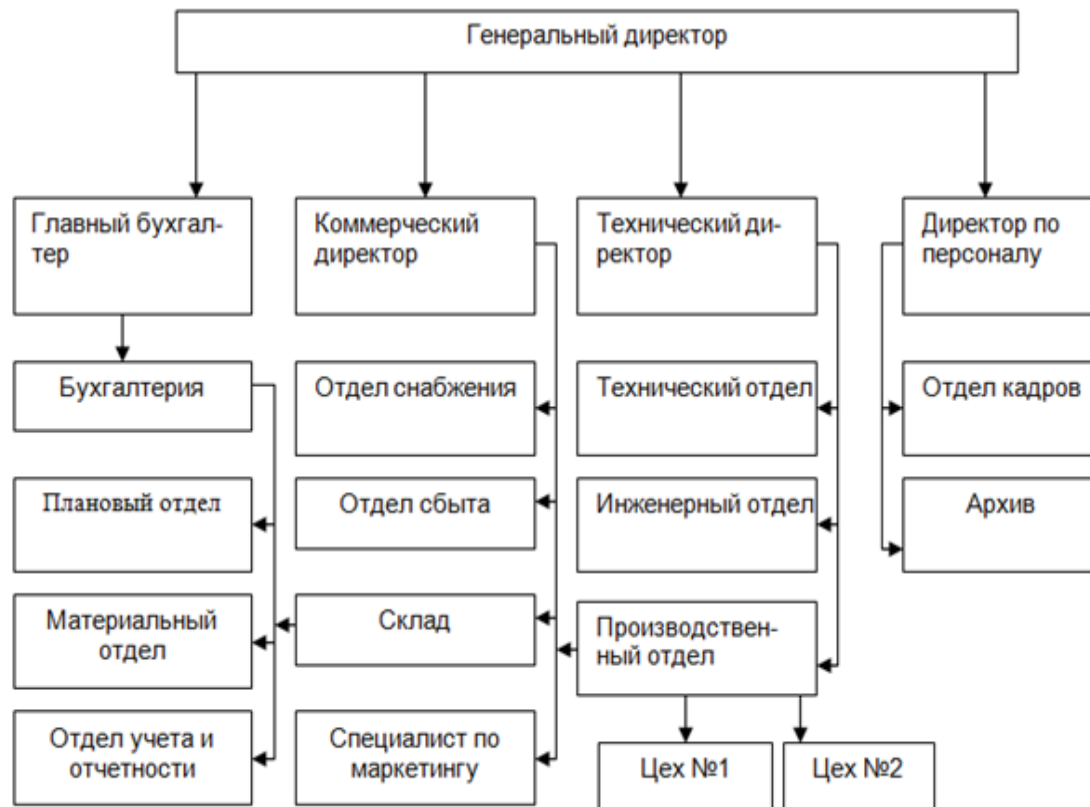 Генеральный директор
Главный бухгал-
тер
Коммерческий
директор
Технический ди-
ректор
Директор по
персоналу
Бухгалтерия
Отдел снабжения
Технический отдел
Отдел кадров
Плановый отдел
Отдел сбыта
Инженерный отдел
Архив
Материальный
отдел
Склад
Производствен-
ный отдел
Отдел учета и
отчетности
Специалист по
маркетингу
Цех №1
Цех №2